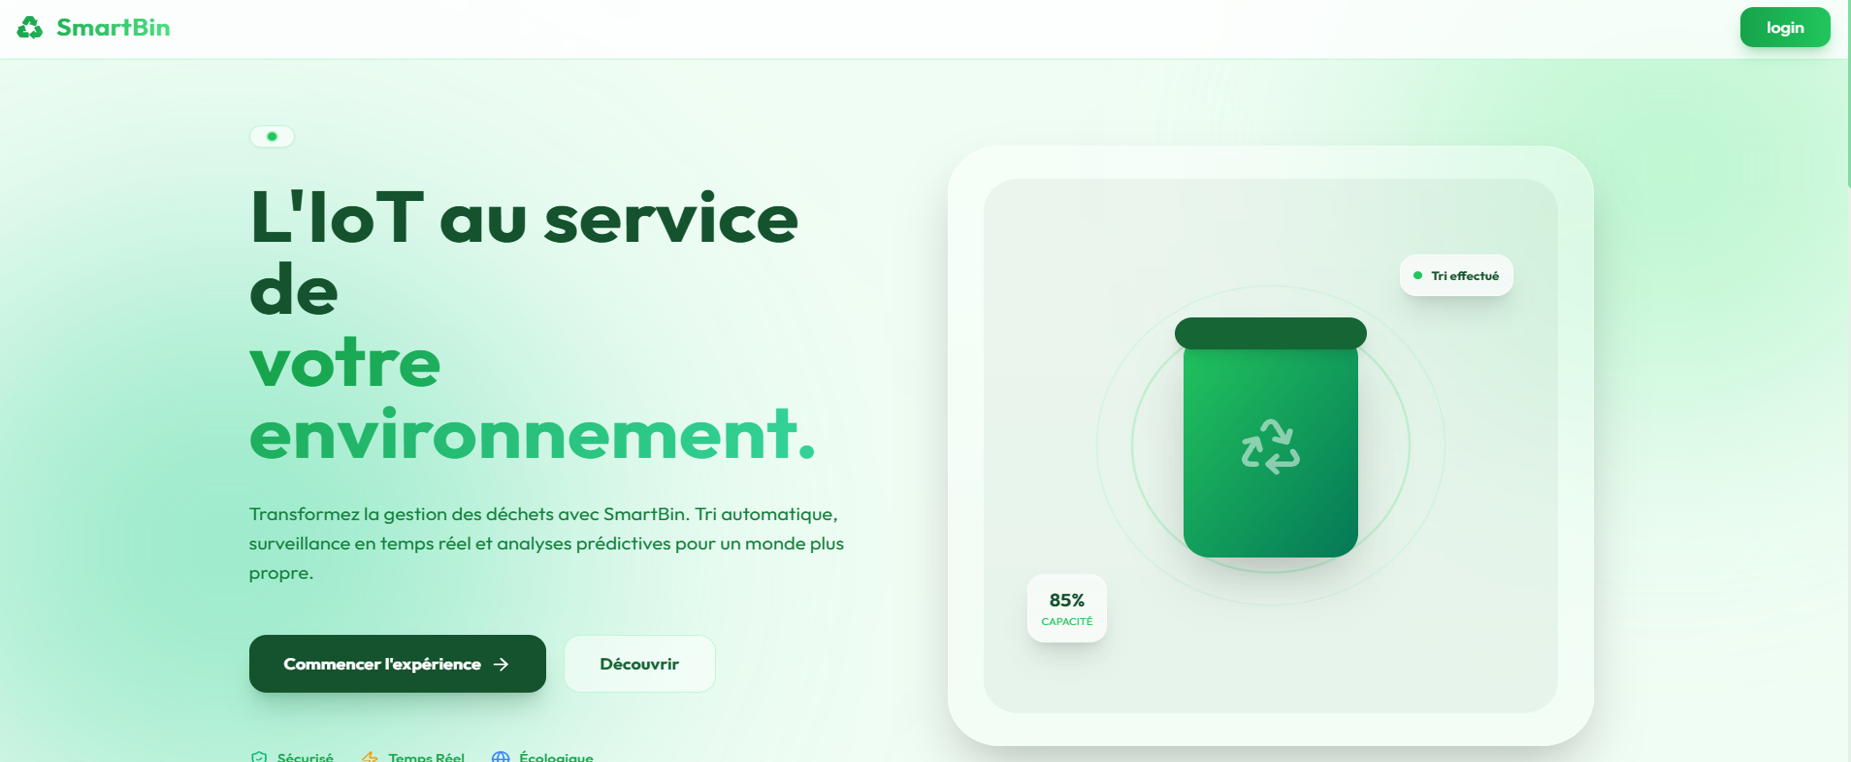 SmartBin
login
L'IoT au service
de
votre
environnement.
Transformez la gestion des déchets avec SmartBin. Tri automatique,
surveillance en temps réel et analyses prédictives pour un monde plus
propre.
Commencer l'expérience
Découvrir
Sécurisé
Temps Réel
Écologique
Tri effectué
85%
CAPACITÉ